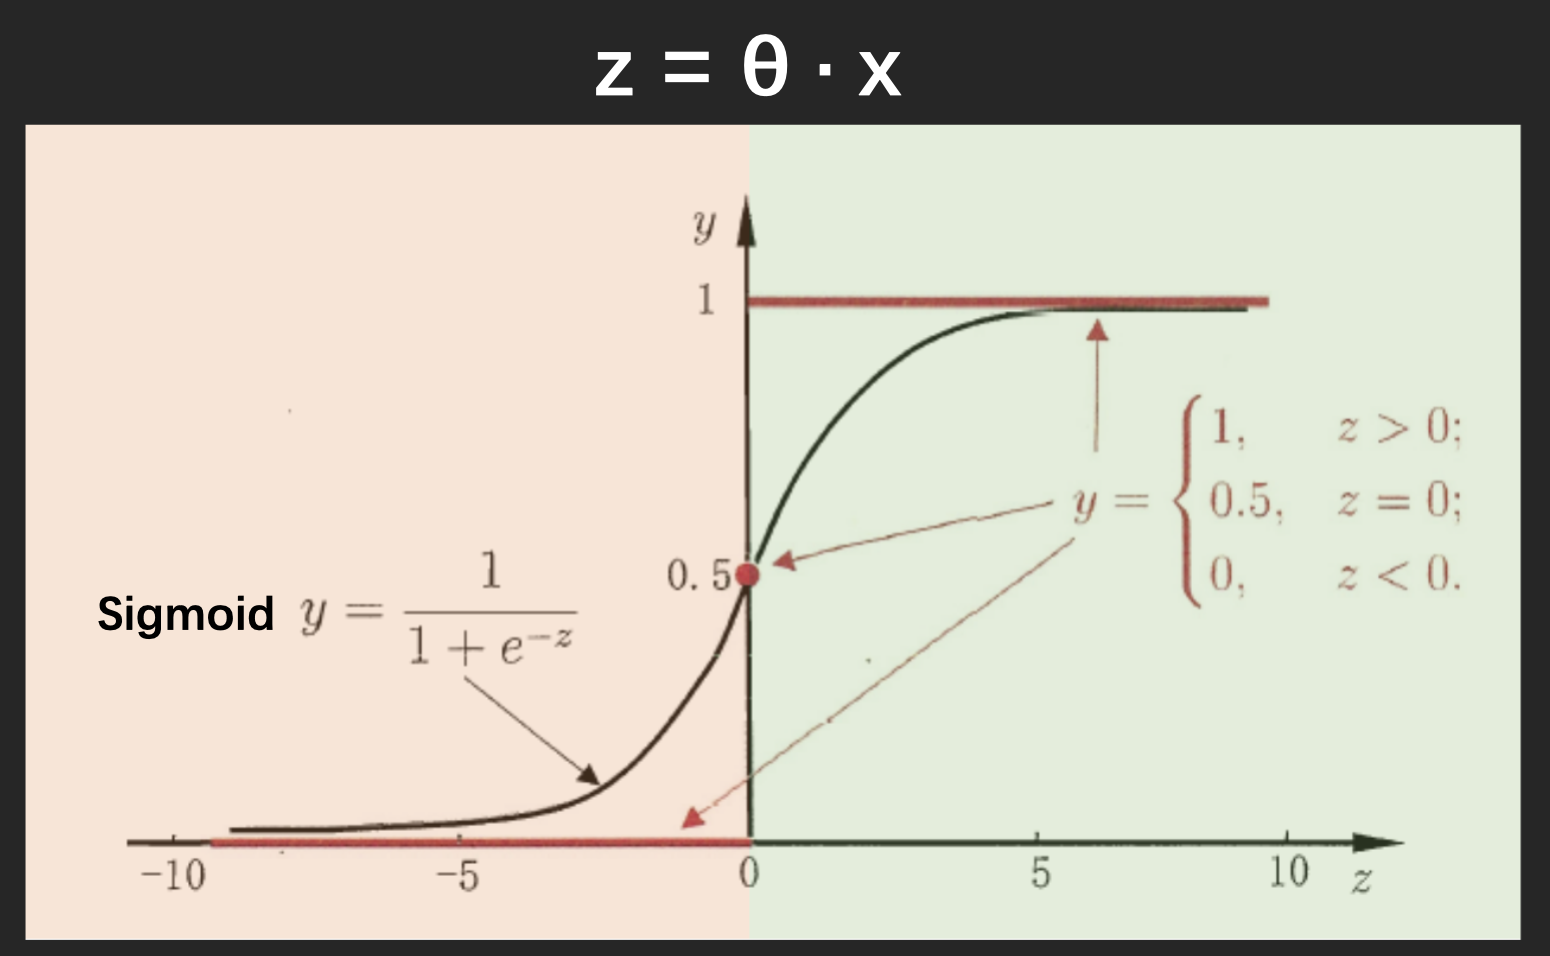 z = θ · x
y
1
1, z > 0;
y = { 0.5, z = 0;
0, z < 0.
0.5
Sigmoid y = 1 / (1 + e^{-z})
-10 -5 0 5 10 z